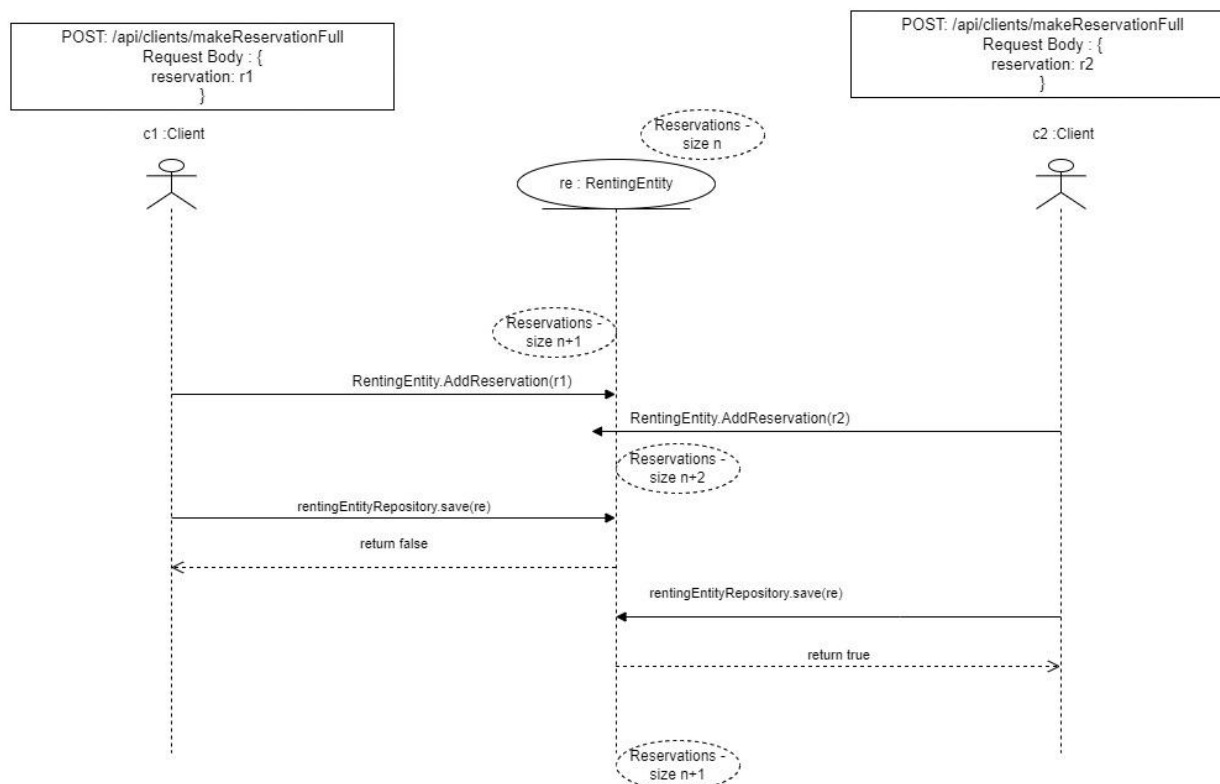 POST: /api/clients/makeReservationFull
Request Body : {
reservation: r1
}
POST: /api/clients/makeReservationFull
Request Body : {
reservation: r2
}
c1 :Client
Reservations -
size n
c2 :Client
re : RentingEntity
Reservations -
size n+1
RentingEntity.AddReservation(r1)
RentingEntity.AddReservation(r2)
Reservations -
size n+2
rentingEntityRepository.save(re)
return false
rentingEntityRepository.save(re)
return true
Reservations -
size n+1